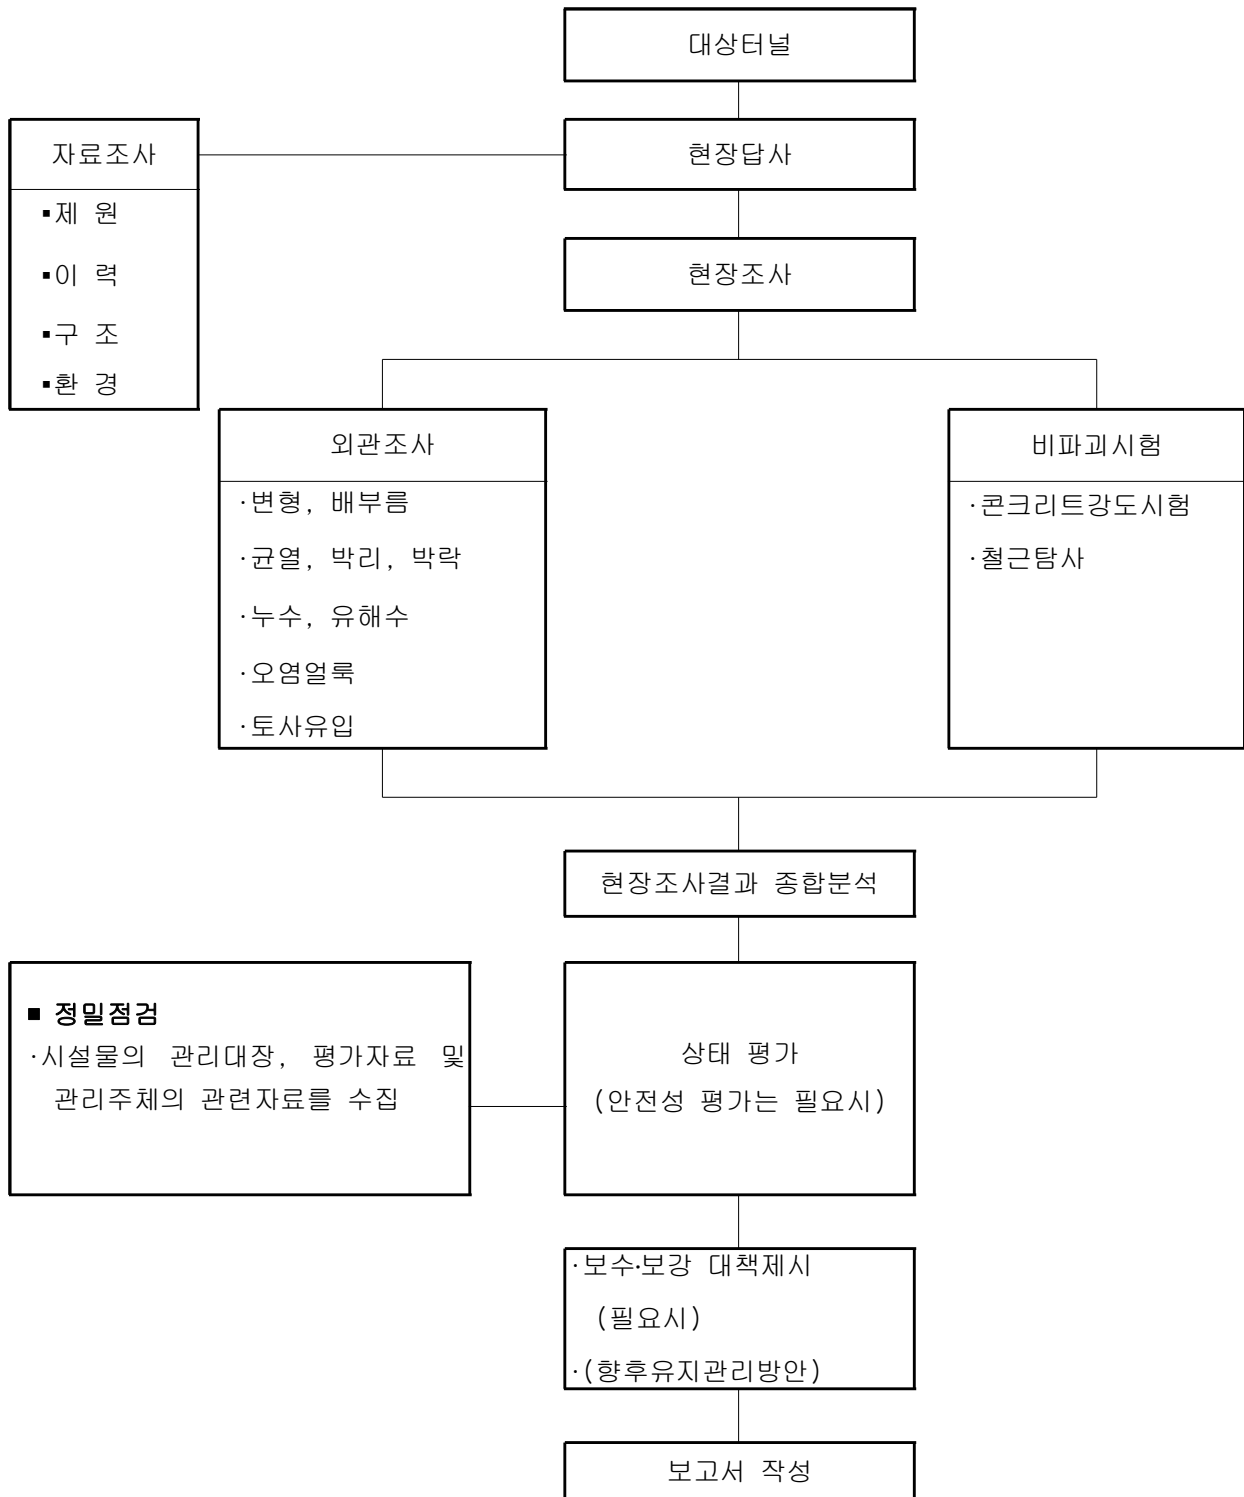 대상터널
자료조사
▪제 원
▪이 력
▪구 조
▪환 경
현장답사
현장조사
외관조사
·변형, 배부름
·균열, 박리, 박락
·누수, 유해수
·오염얼룩
·토사유입
비파괴시험
·콘크리트강도시험
·철근탐사
현장조사결과 종합분석
■ 정밀점검
·시설물의 관리대장, 평가자료 및
관리주체의 관련자료를 수집
상태 평가
(안전성 평가는 필요시)
·보수·보강 대책제시
(필요시)
·(향후유지관리방안)
보고서 작성